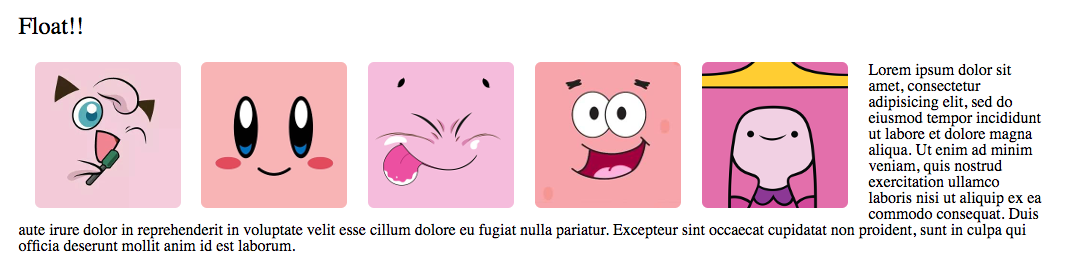 Float!!
Lorem ipsum dolor sit
amet, consectetur
adipisicing elit, sed do
eiusmod tempor incididunt
ut labore et dolore magna
aliqua. Ut enim ad minim
veniam, quis nostrud
exercitation ullamco
laboris nisi ut aliquip ex ea
commodo consequat. Duis
aute irure dolor in reprehenderit in voluptate velit esse cillum dolore eu fugiat nulla pariatur. Excepteur sint occaecat cupidatat non proident, sunt in culpa qui
officia deserunt mollit anim id est laborum.